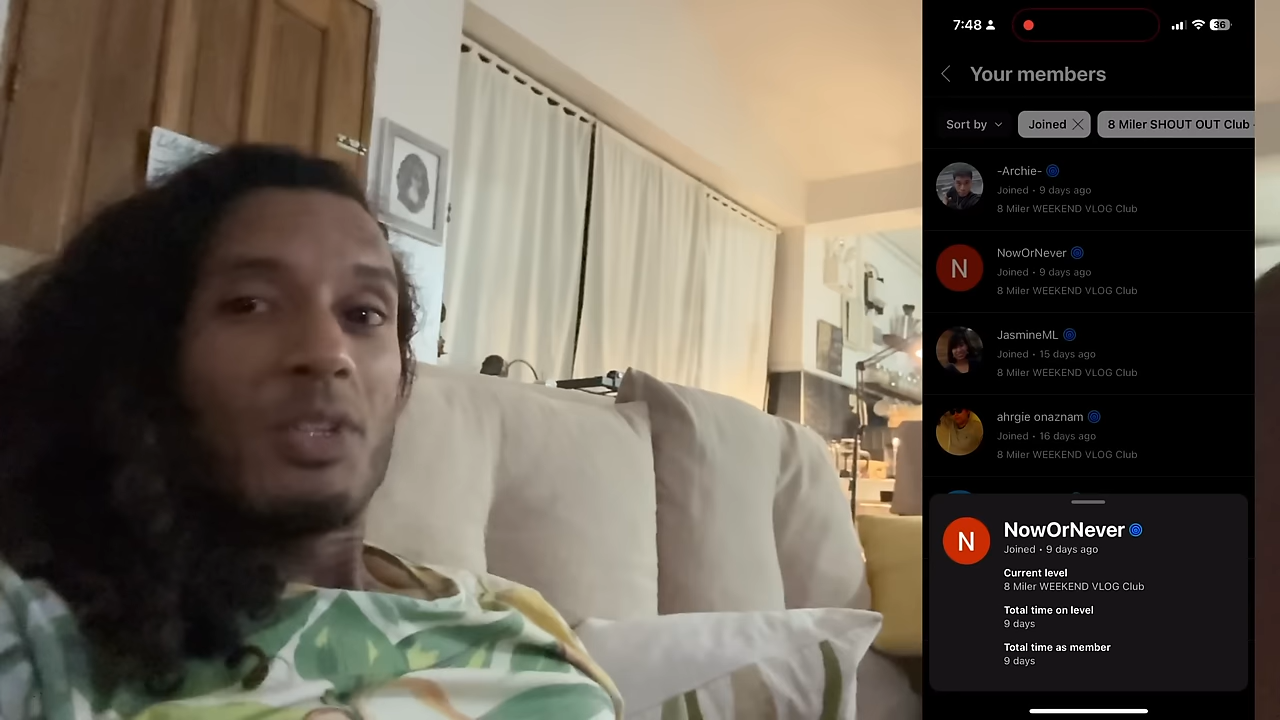 7:48
36
Your members
Sort by
Joined
8 Miler SHOUT OUT Club
-Archie-
Joined • 9 days ago
8 Miler WEEKEND VLOG Club
N
NowOrNever
Joined • 9 days ago
8 Miler WEEKEND VLOG Club
JasmineML
Joined • 15 days ago
8 Miler WEEKEND VLOG Club
ahrgie onaznam
Joined • 16 days ago
8 Miler WEEKEND VLOG Club
N
NowOrNever
Joined • 9 days ago
Current level
8 Miler WEEKEND VLOG Club
Total time on level
9 days
Total time as member
9 days